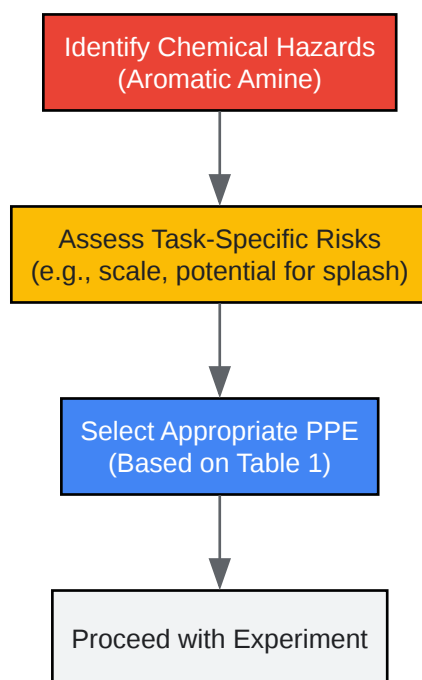 Identify Chemical Hazards
(Aromatic Amine)
Assess Task-Specific Risks
(e.g., scale, potential for splash)
Select Appropriate PPE
(Based on Table 1)
Proceed with Experiment